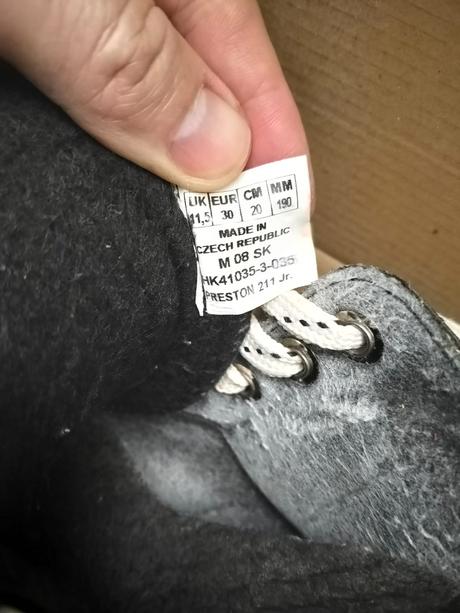 UK EUR CM MM
11,5 30 20 190
MADE IN
CZECH REPUBLIC
M 08 SK
HK41035-3-035
PRESTON 211 Jr.